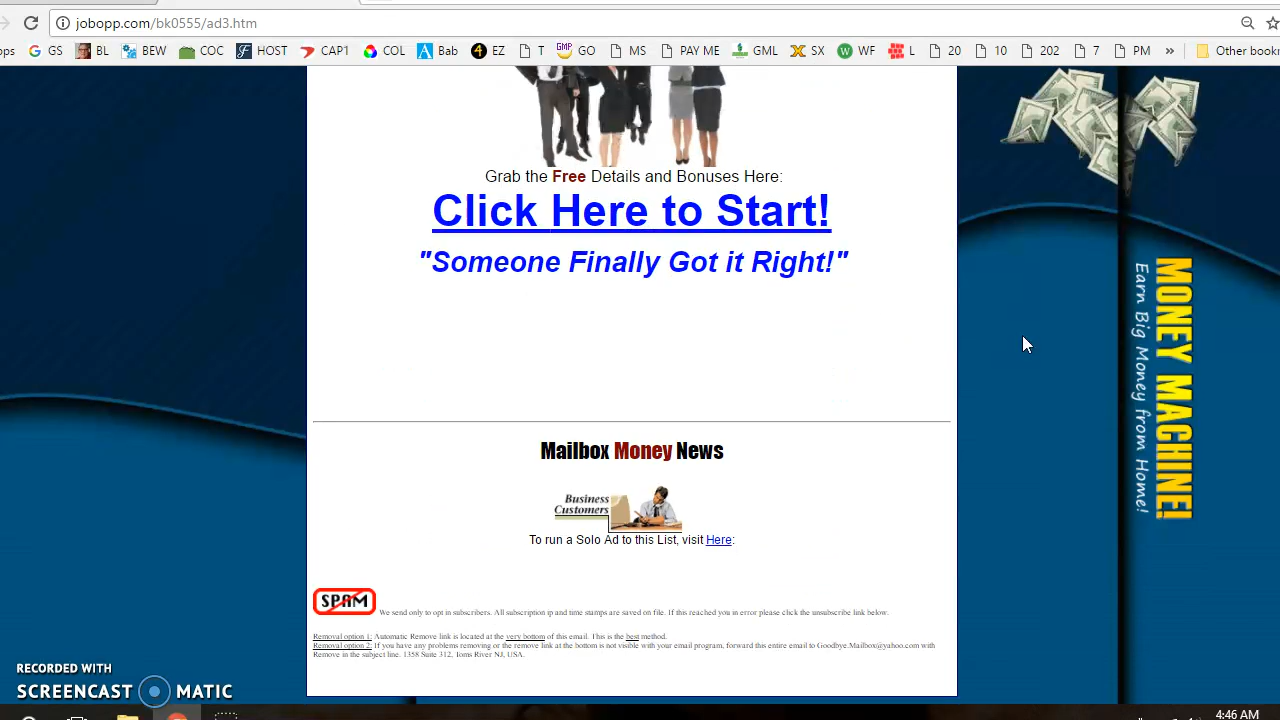 jobopp.com/bk0555/ad3.htm
ops GS BL BEW COC HOST CAP1 COL Bab EZ T GO MS PAY ME GML SX WF L 20 10 202 7 PM » Other book
Grab the Free Details and Bonuses Here:
Click Here to Start!
"Someone Finally Got it Right!"
MONEY MACHINE!
Earn Big Money from Home!
Mailbox Money News
Business
Customers
To run a Solo Ad to this List, visit Here:
SPAM We send only to opt in subscribers. All subscription ip and time stamps are saved on file. If this reached you in error please click the unsubscribe link below.
Removal option 1: Automatic Remove link is located at the very bottom of this email. This is the best method.
Removal option 2: If you have any problems removing or the remove link at the bottom is not visible with your email program, forward this entire email to Goodbye.Mailbox@yahoo.com with
Remove in the subject line. 1358 Suite 312, Toms River NJ, USA.
RECORDED WITH
SCREENCAST MATIC
4:46 AM